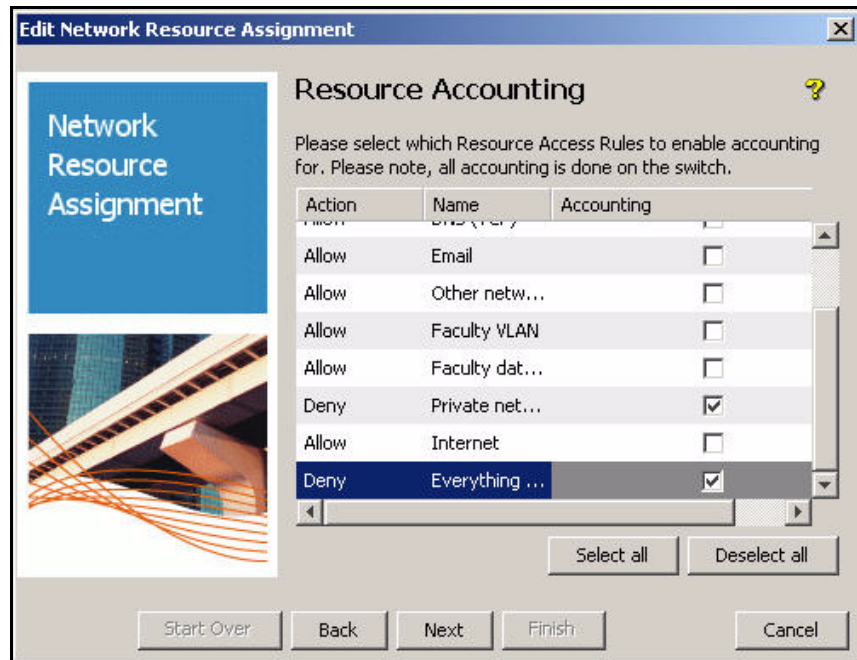 Edit Network Resource Assignment
Network
Resource
Assignment
Resource Accounting
Please select which Resource Access Rules to enable accounting
for. Please note, all accounting is done on the switch.
Action Name Accounting
Allow Email
Allow Other netw...
Allow Faculty VLAN
Allow Faculty dat...
Deny Private net...
Allow Internet
Deny Everything ...
Select all Deselect all
Start Over Back Next Finish Cancel